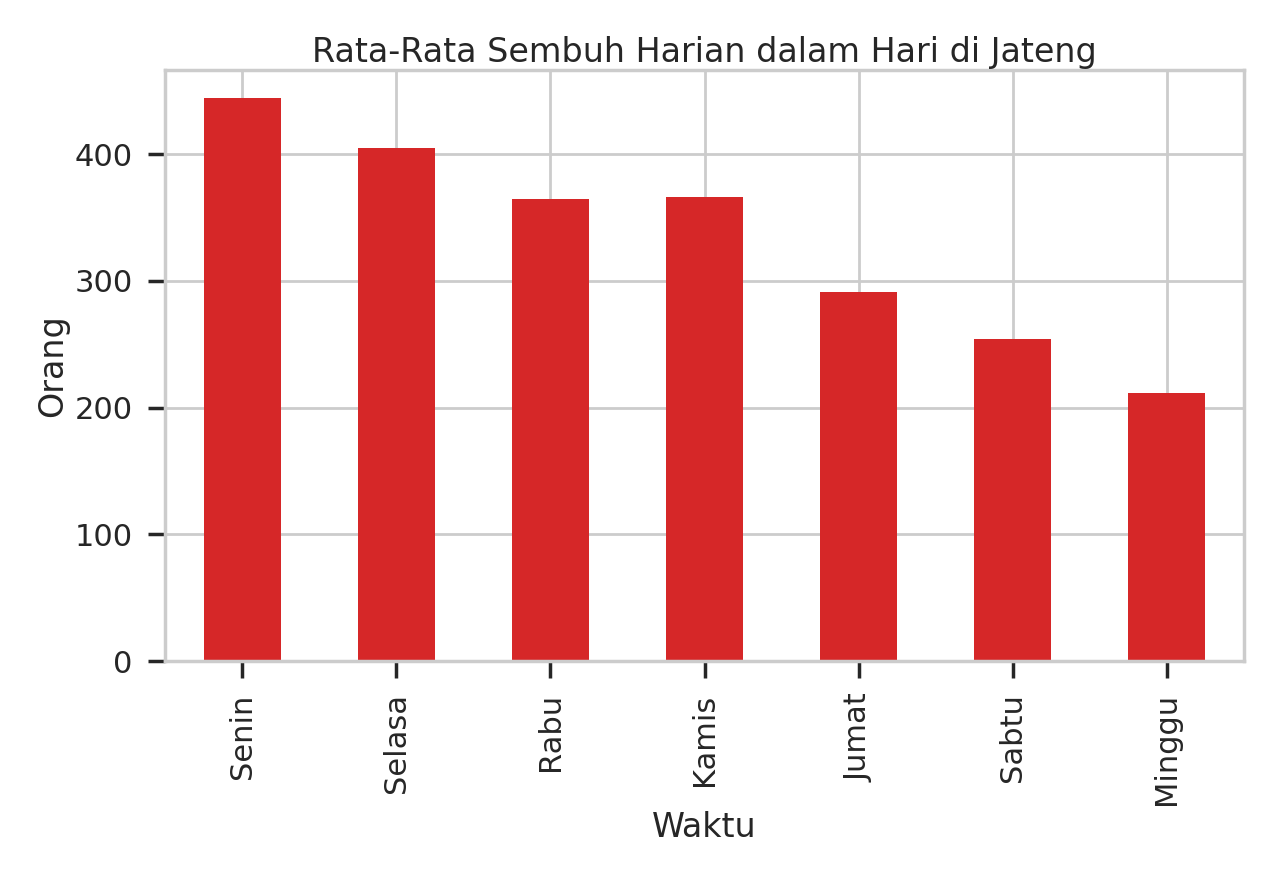 Rata-Rata Sembuh Harian dalam Hari di Jateng
Orang
400
300
200
100
0
Senin
Selasa
Rabu
Kamis
Jumat
Sabtu
Minggu
Waktu